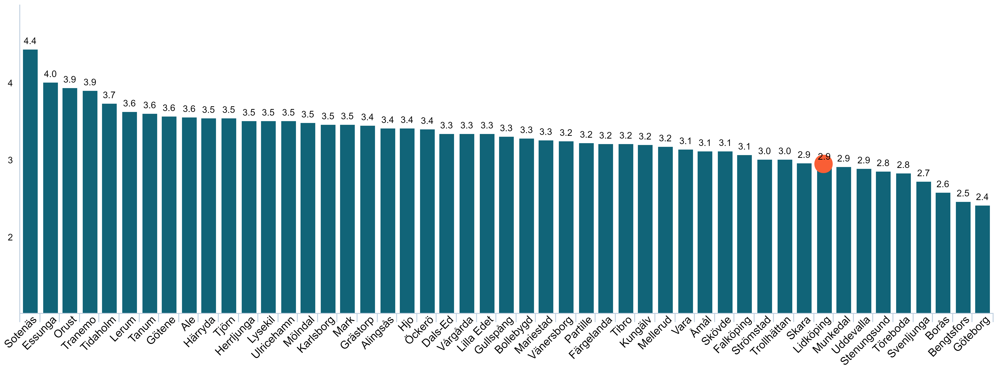 4.4 4.0 3.9 3.9 3.7 3.6 3.6 3.6 3.6 3.5 3.5 3.5 3.5 3.5 3.5 3.5 3.5 3.4 3.4 3.4 3.4 3.3 3.3 3.3 3.3 3.3 3.3 3.2 3.2 3.2 3.2 3.2 3.2 3.1 3.1 3.1 3.1 3.0 3.0 2.9 2.9 2.9 2.9 2.8 2.8 2.7 2.6 2.5 2.4
4
3
2
Sotenäs
Essunga
Orust
Tranemo
Tidaholm
Lerum
Tanum
Götene
Ale
Härryda
Tjörn
Herrljunga
Lysekil
Ulricehamn
Mölndal
Karlsborg
Mark
Grästorp
Alingsås
Hjo
Öckerö
Dals-Ed
Vårgårda
Lilla Edet
Gullspång
Bollebygd
Mariestad
Vänersborg
Partille
Färgelanda
Tibro
Kungälv
Mellerud
Vara
Åmål
Skövde
Falköping
Strömstad
Trollhättan
Skara
Lidköping
Munkedal
Uddevalla
Stenungsund
Töreboda
Svenljunga
Borås
Bengtsfors
Göteborg